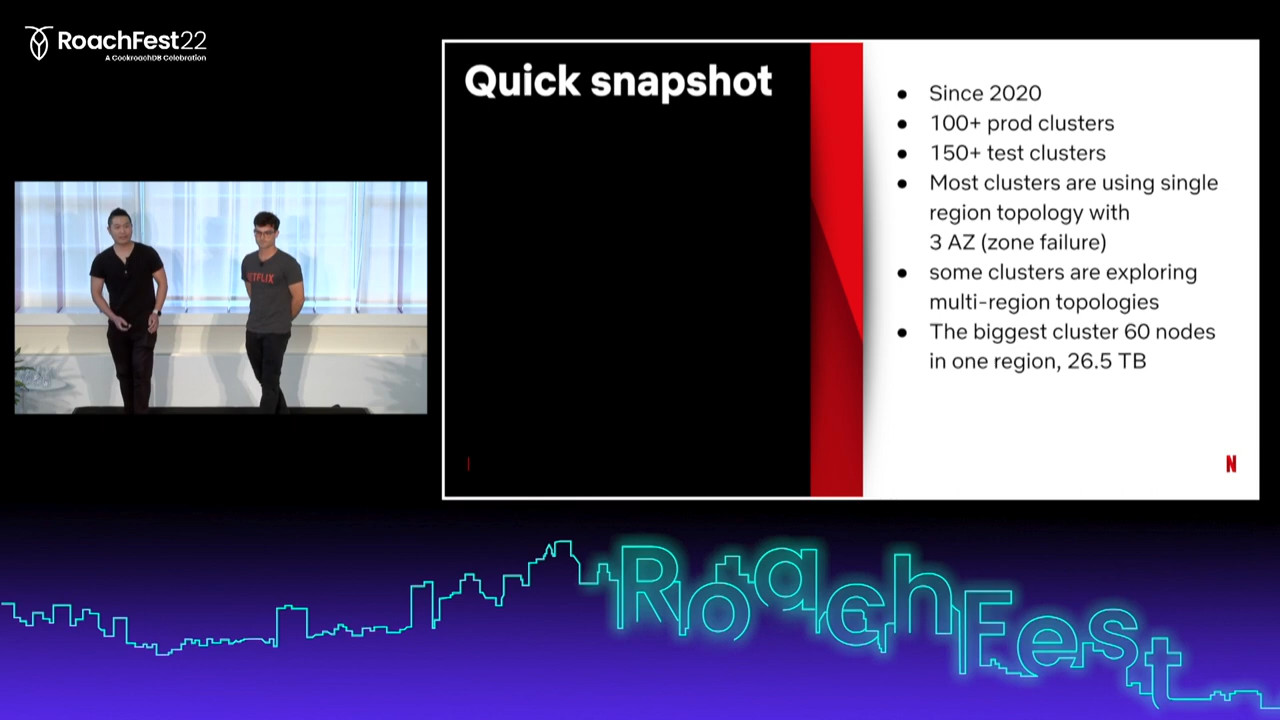 RoachFest22
A CockroachDB Celebration
Quick snapshot
● Since 2020
● 100+ prod clusters
● 150+ test clusters
● Most clusters are using single
region topology with
3 AZ (zone failure)
● some clusters are exploring
multi-region topologies
● The biggest cluster 60 nodes
in one region, 26.5 TB
NETFLIX
N
RoachFest